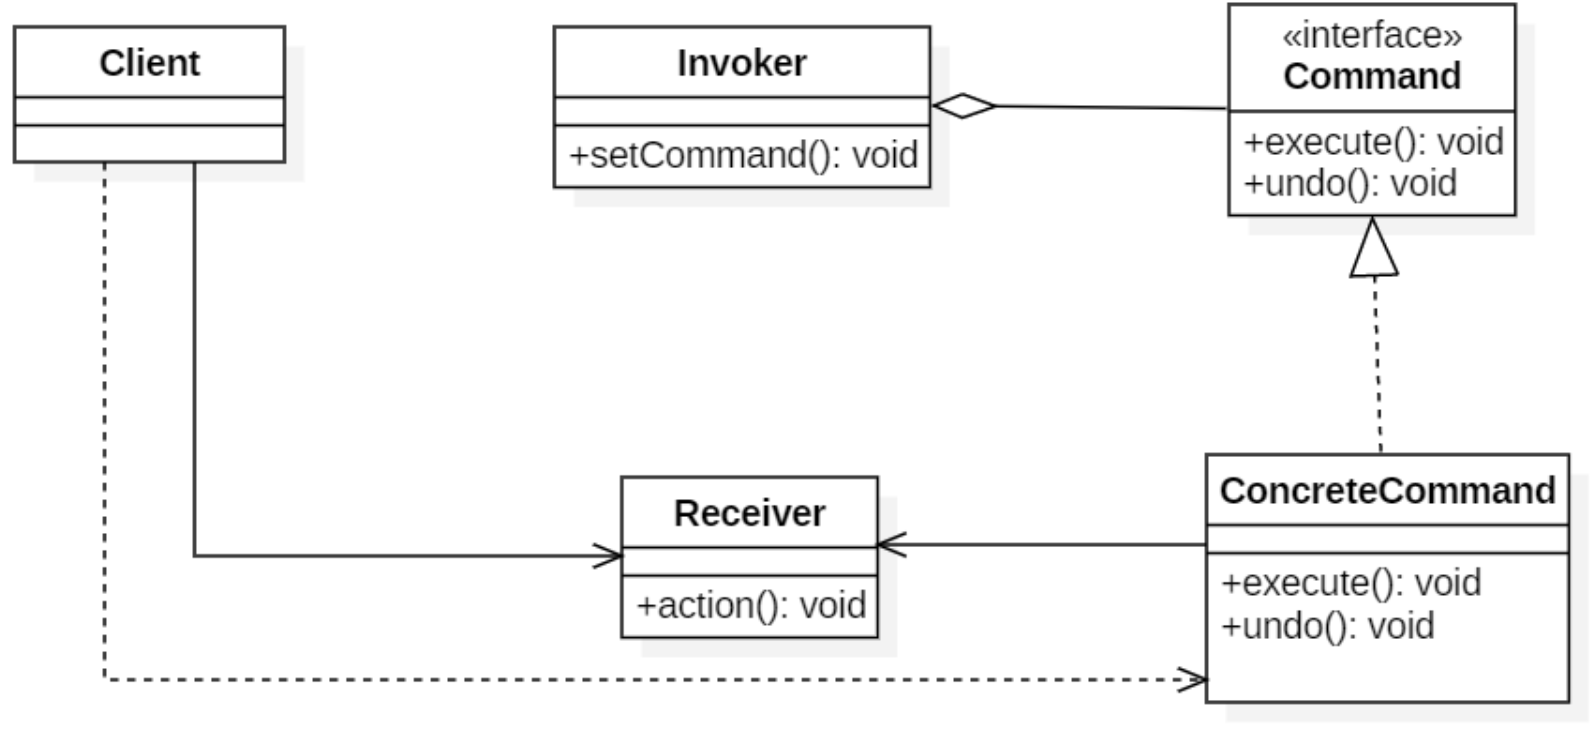 Client
Invoker
+setCommand(): void
«interface»
Command
+execute(): void
+undo(): void
Receiver
+action(): void
ConcreteCommand
+execute(): void
+undo(): void